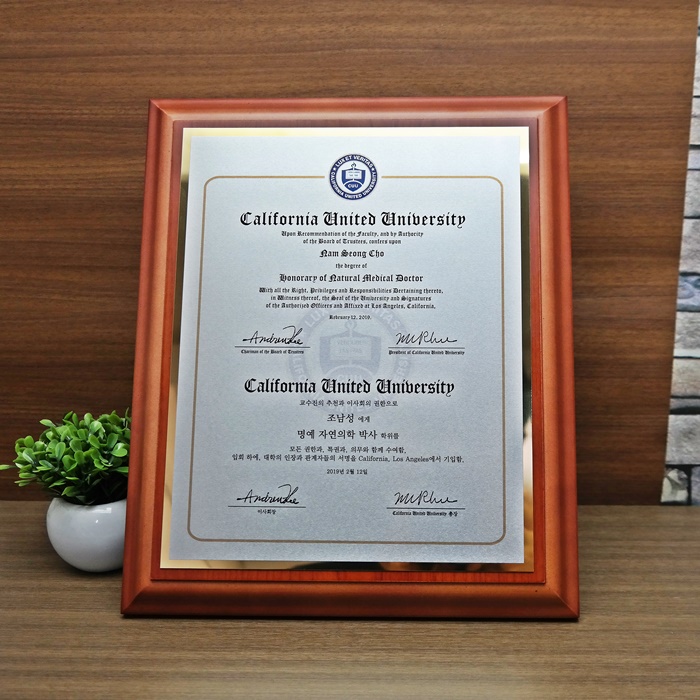 LUX ET VERITAS
CALIFORNIA UNITED UNIVERSITY
CUU
California United University
Upon Recommendation of the Faculty, and by Authority
of the Board of Trustees, confers upon
Nam Seong Cho
the degree of
Honorary of Natural Medical Doctor
With all the Right, Privileges and Responsibilities Dertaining thereto,
in Witness thereof, the Seal of the University and Signatures
of the Authorized Officers and Affixed at Los Angeles, California.
February 12, 2019.
Chairman of the Board of Trustees
President of California United University
California United University
교수진의 추천과 이사회의 권한으로
조남성 에게
명예 자연의학 박사 학위를
모든 권한과, 특권과, 의무와 함께 수여함.
입회 하에, 대학의 인장과 관계자들의 서명을 California, Los Angeles에서 기입함.
2019년 2월 12일
이사회장
California United University 총장